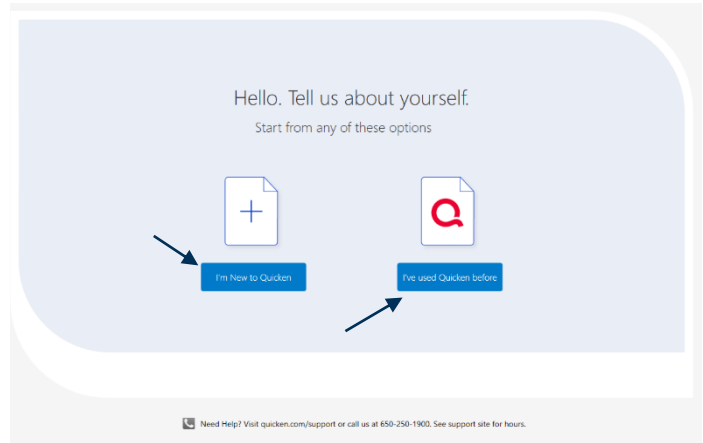 Hello. Tell us about yourself.
Start from any of these options
I'm New to Quicken
I've used Quicken before
Need Help? Visit quicken.com/support or call us at 650-250-1900. See support site for hours.